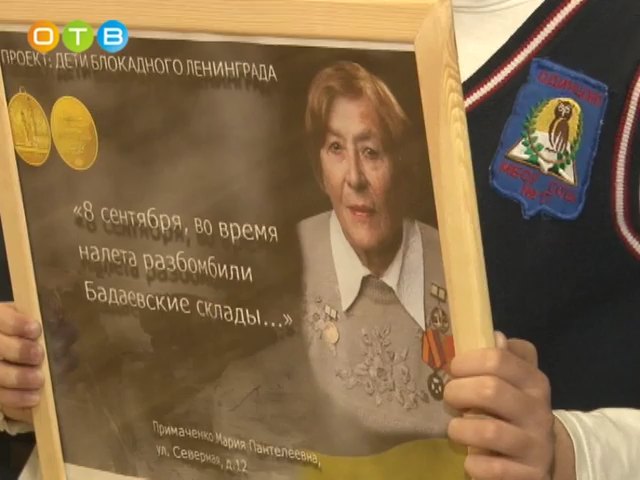 ОТВ
ПРОЕКТ: ДЕТИ БЛОКАДНОГО ЛЕНИНГРАДА
«8 сентября, во время
налета разбомбили
Бадаевские склады...»
Примаченко Мария Пантелеевна,
ул. Северная, д.12
ОДИНЦОВО